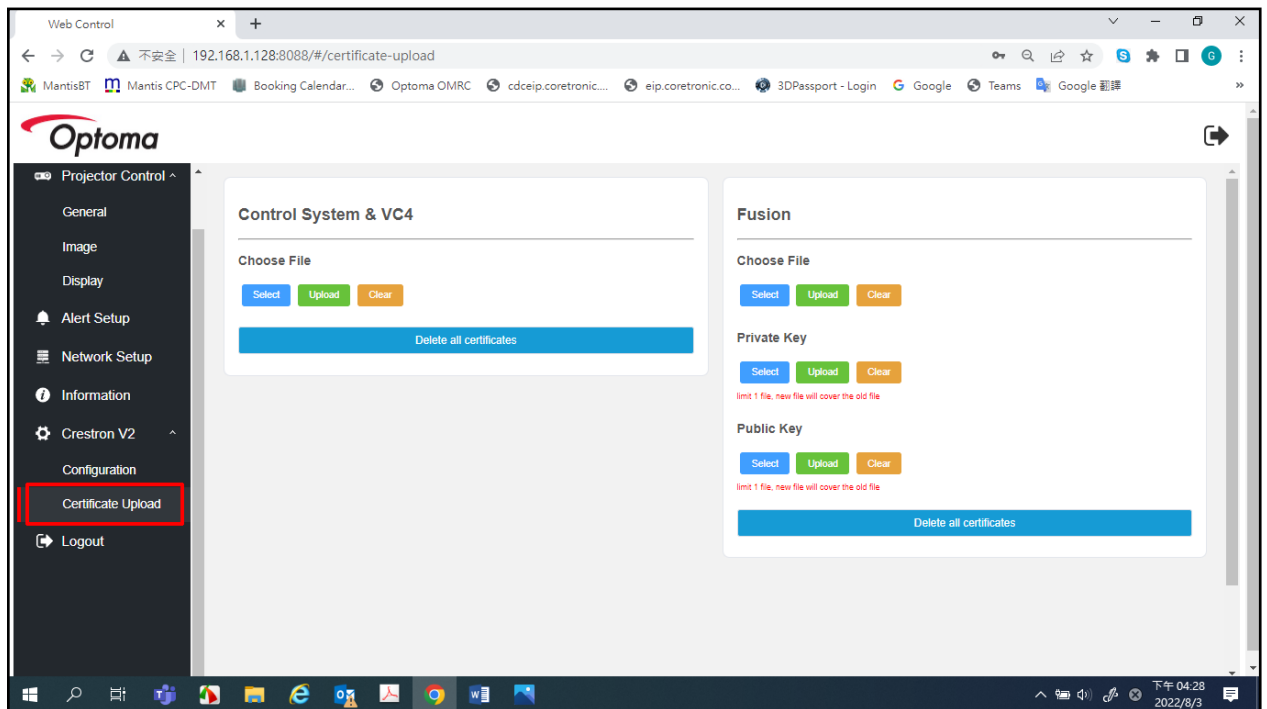 Web Control
不安全 | 192.168.1.128:8088/#/certificate-upload
MantisBT Mantis CPC-DMT Booking Calendar... Optoma OMRC cdceip.coretronic.... eip.coretronic.co... 3DPassport - Login Google Teams Google 翻譯 »
Optoma
Projector Control
General
Image
Display
Alert Setup
Network Setup
Information
Crestron V2
Configuration
Certificate Upload
Logout
Control System & VC4
Choose File
Select Upload Clear
Delete all certificates
Fusion
Choose File
Select Upload Clear
Private Key
Select Upload Clear
limit 1 file, new file will cover the old file
Public Key
Select Upload Clear
limit 1 file, new file will cover the old file
Delete all certificates
下午 04:28
2022/8/3